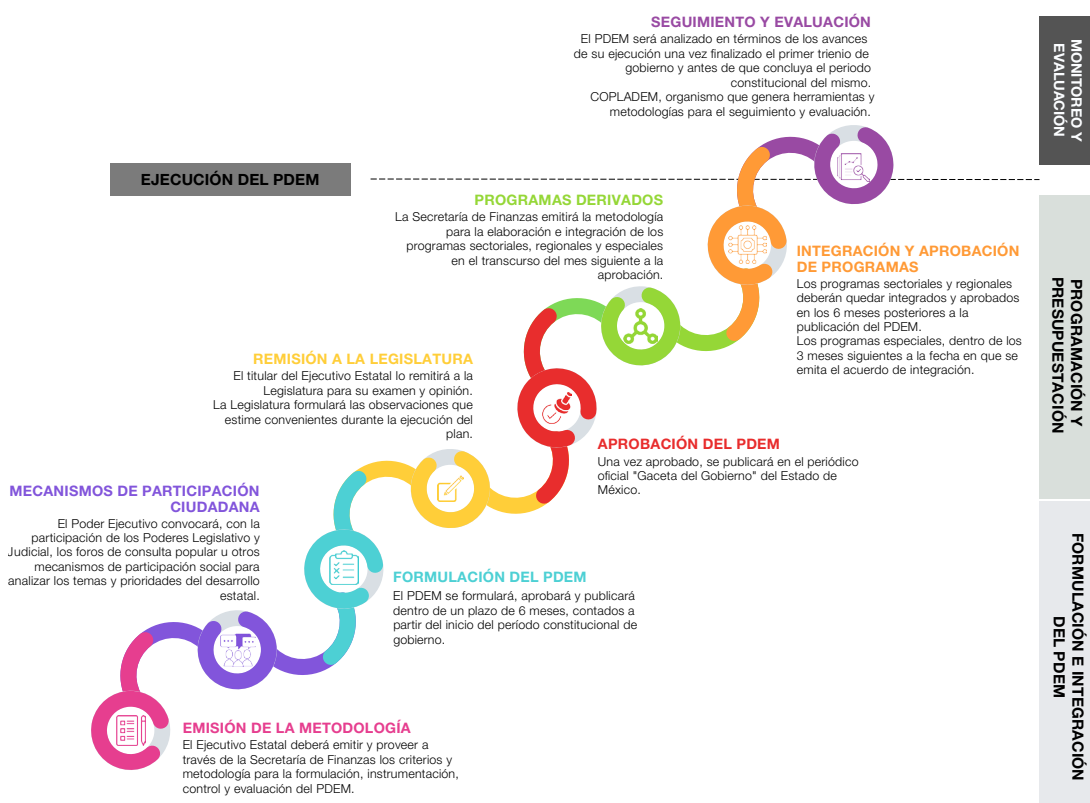 SEGUIMIENTO Y EVALUACIÓN
El PDEM será analizado en términos de los avances
de su ejecución una vez finalizado el primer trienio de
gobierno y antes de que concluya el periodo
constitucional del mismo.
COPLADEM, organismo que genera herramientas y
metodologías para el seguimiento y evaluación.
MONITOREO Y
EVALUACIÓN
EJECUCIÓN DEL PDEM
PROGRAMAS DERIVADOS
La Secretaría de Finanzas emitirá la metodología
para la elaboración e integración de los
programas sectoriales, regionales y especiales
en el transcurso del mes siguiente a la
aprobación.
INTEGRACIÓN Y APROBACIÓN
DE PROGRAMAS
Los programas sectoriales y regionales
deberán quedar integrados y aprobados
en los 6 meses posteriores a la
publicación del PDEM.
Los programas especiales, dentro de los
3 meses siguientes a la fecha en que se
emita el acuerdo de integración.
PROGRAMACIÓN Y
PRESUPUESTACIÓN
REMISIÓN A LA LEGISLATURA
El titular del Ejecutivo Estatal lo remitirá a la
Legislatura para su examen y opinión.
La Legislatura formulará las observaciones que
estime convenientes durante la ejecución del
plan.
APROBACIÓN DEL PDEM
Una vez aprobado, se publicará en el periódico
oficial "Gaceta del Gobierno" del Estado de
México.
MECANISMOS DE PARTICIPACIÓN
CIUDADANA
El Poder Ejecutivo convocará, con la
participación de los Poderes Legislativo y
Judicial, los foros de consulta popular u otros
mecanismos de participación social para
analizar los temas y prioridades del desarrollo
estatal.
FORMULACIÓN DEL PDEM
El PDEM se formulará, aprobará y publicará
dentro de un plazo de 6 meses, contados a
partir del inicio del período constitucional de
gobierno.
FORMULACIÓN E INTEGRACIÓN
DEL PDEM
EMISIÓN DE LA METODOLOGÍA
El Ejecutivo Estatal deberá emitir y proveer a
través de la Secretaría de Finanzas los criterios y
metodología para la formulación, instrumentación,
control y evaluación del PDEM.